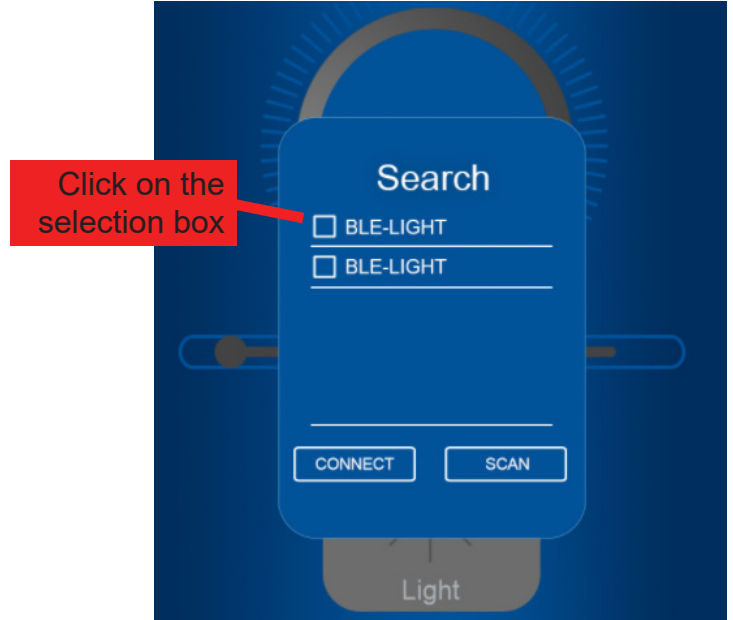 Search
Click on the
selection box
BLE-LIGHT
BLE-LIGHT
CONNECT
SCAN
Light